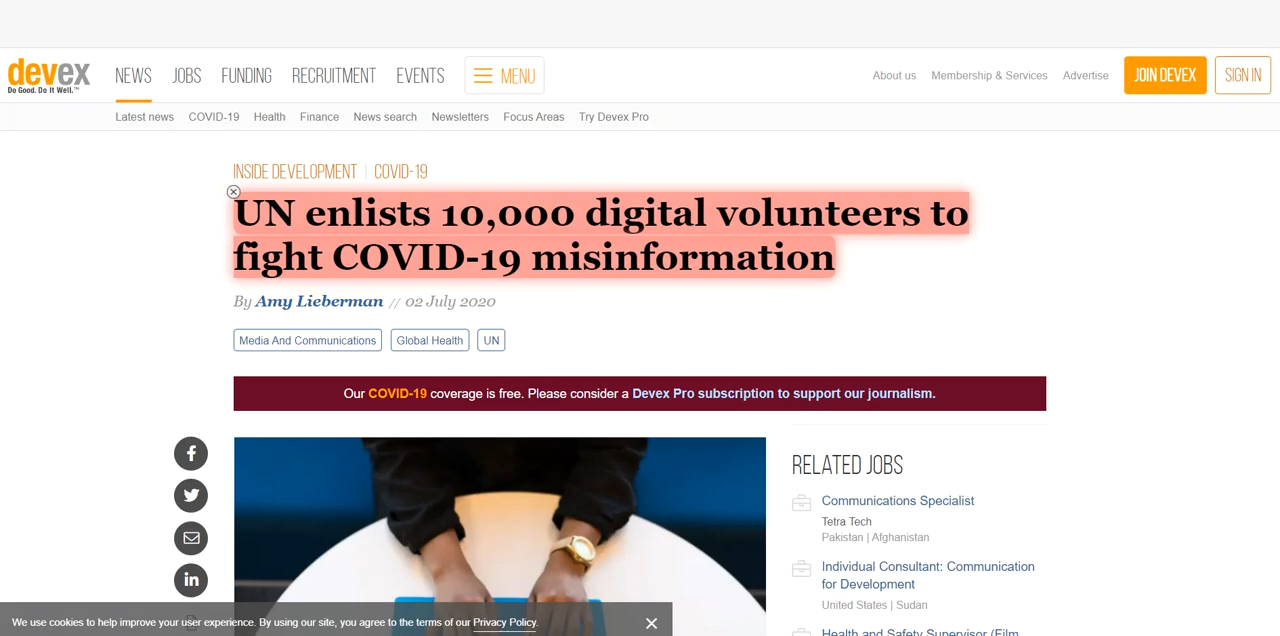 devex
Do Good. Do It Well.™
NEWS JOBS FUNDING RECRUITMENT EVENTS MENU
About us Membership & Services Advertise JOIN DEVEX SIGN IN
Latest news COVID-19 Health Finance News search Newsletters Focus Areas Try Devex Pro
INSIDE DEVELOPMENT | COVID-19
UN enlists 10,000 digital volunteers to
fight COVID-19 misinformation
By Amy Lieberman // 02 July 2020
Media And Communications Global Health UN
Our COVID-19 coverage is free. Please consider a Devex Pro subscription to support our journalism.
RELATED JOBS
Communications Specialist
Tetra Tech
Pakistan | Afghanistan
Individual Consultant: Communication
for Development
United States | Sudan
Health and Safety Supervisor (Film
We use cookies to help improve your user experience. By using our site, you agree to the terms of our Privacy Policy.